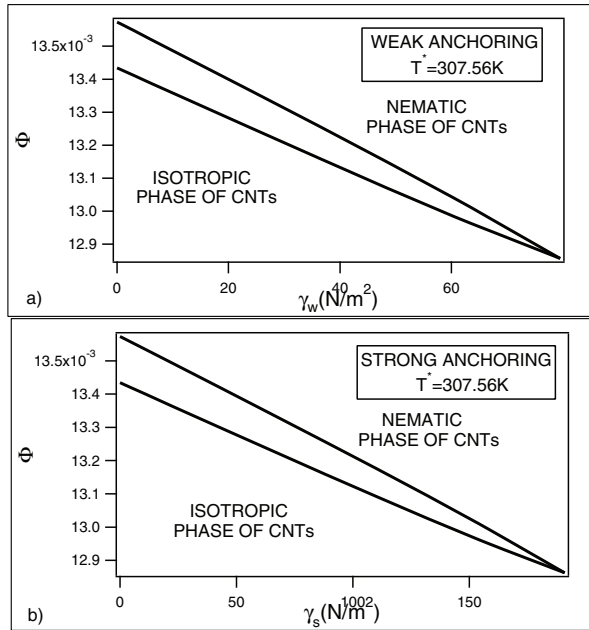 13.5x10-3
13.4
13.3
13.2
13.1
13.0
12.9
Φ
WEAK ANCHORING
T*=307.56K
NEMATIC
PHASE OF CNTs
ISOTROPIC
PHASE OF CNTs
0 20 40 60
a)
γw(N/m2)
13.5x10-3
13.4
13.3
13.2
13.1
13.0
12.9
Φ
STRONG ANCHORING
T*=307.56K
NEMATIC
PHASE OF CNTs
ISOTROPIC
PHASE OF CNTs
0 50 1002 150
b)
γs(N/m2)